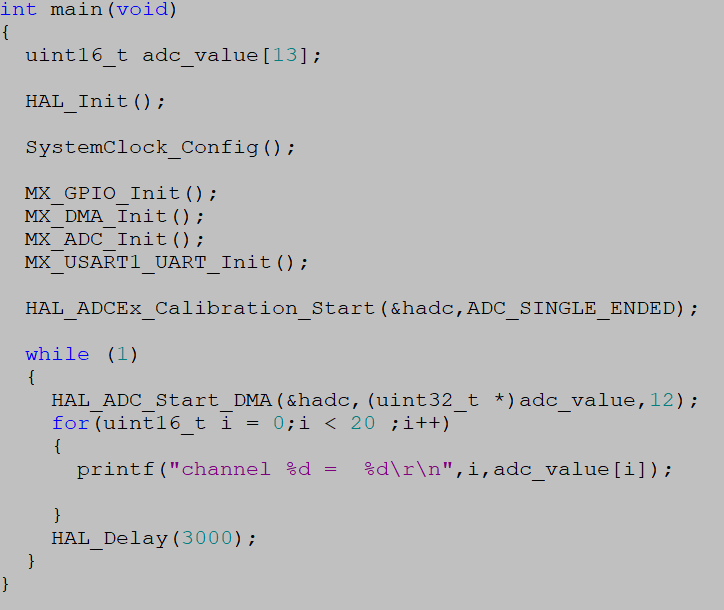 int main(void)
{
uint16_t adc_value[13];
HAL_Init();
SystemClock_Config();
MX_GPIO_Init();
MX_DMA_Init();
MX_ADC_Init();
MX_USART1_UART_Init();
HAL_ADCEx_Calibration_Start(&hadc,ADC_SINGLE_ENDED);
while (1)
{
HAL_ADC_Start_DMA(&hadc,(uint32_t *)adc_value,12);
for(uint16_t i = 0;i < 20 ;i++)
{
printf("channel %d =  %d\r\n",i,adc_value[i]);
}
HAL_Delay(3000);
}
}